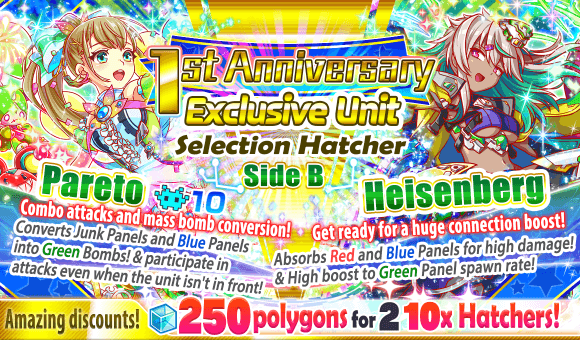 1st Anniversary
Exclusive Unit
Selection Hatcher
Side B
Pareto 10
Combo attacks and mass bomb conversion!
Converts Junk Panels and Blue Panels
into Green Bombs! & participate in
attacks even when the unit isn't in front!
Heisenberg
Get ready for a huge connection boost!
Absorbs Red and Blue Panels for high damage!
& High boost to Green Panel spawn rate!
Amazing discounts! 250 polygons for 2 10x Hatchers!